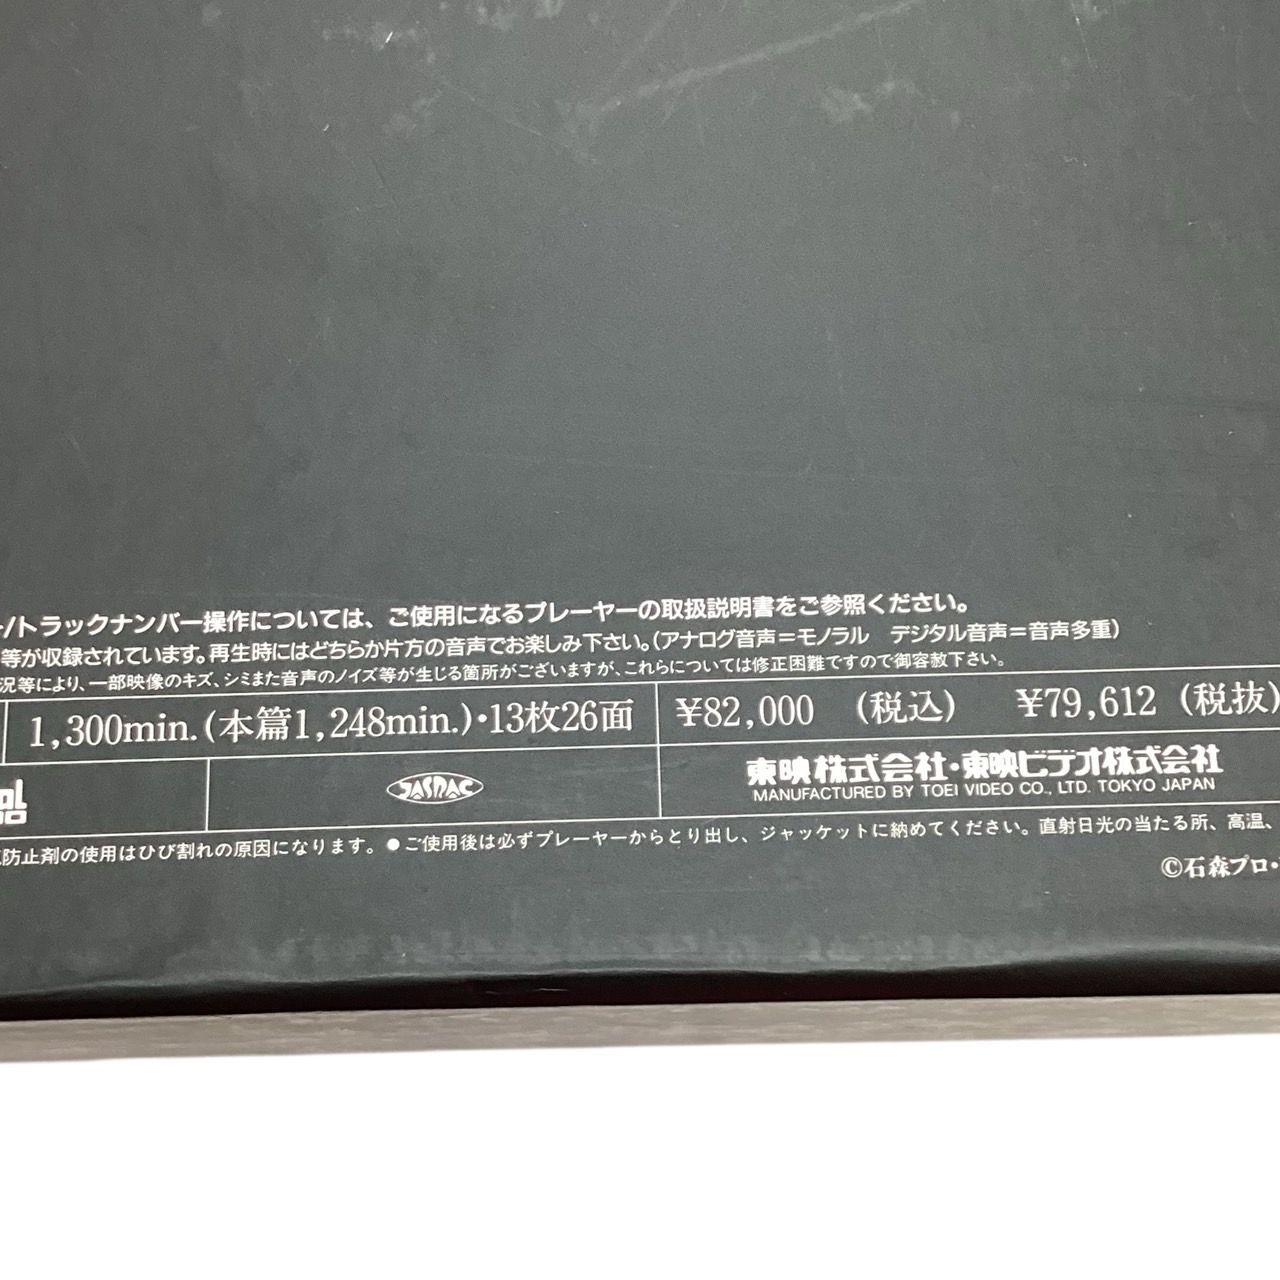 /トラックナンバー操作については、ご使用になるプレーヤーの取扱説明書をご参照ください。
等が収録されています。再生時にはどちらか片方の音声でお楽しみ下さい。(アナログ音声=モノラル　デジタル音声=音声多重)
況等により、一部映像のキズ、シミまた音声のノイズ等が生じる箇所がございますが、これらについては修正困難ですので御容赦下さい。
1,300min.(本篇1,248min.)・13枚26面 ¥82,000 (税込) ¥79,612 (税抜)
JASRAC 東映株式会社・東映ビデオ株式会社
MANUFACTURED BY TOEI VIDEO CO., LTD. TOKYO JAPAN
防止剤の使用はひび割れの原因になります。●ご使用後は必ずプレーヤーからとり出し、ジャケットに納めてください。直射日光の当たる所、高温、
©石森プロ・